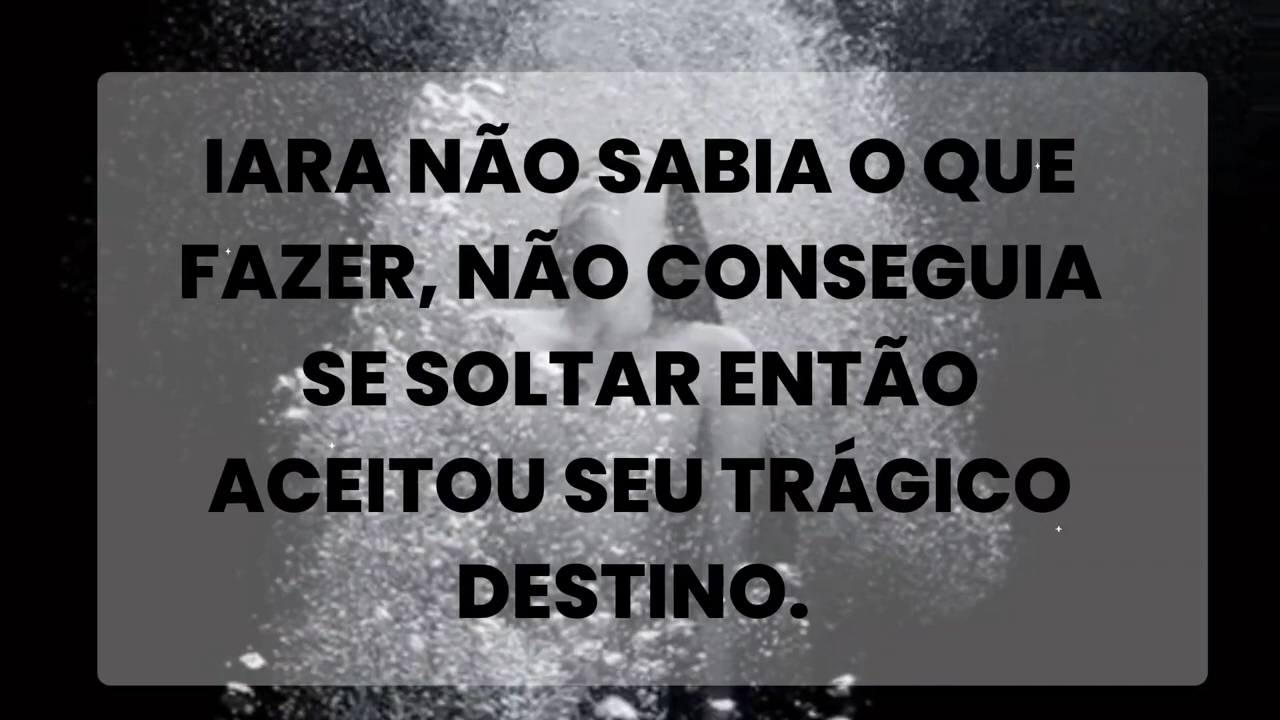 IARA NÃO SABIA O QUE
FAZER, NÃO CONSEGUIA
SE SOLTAR ENTÃO
ACEITOU SEU TRÁGICO
DESTINO.